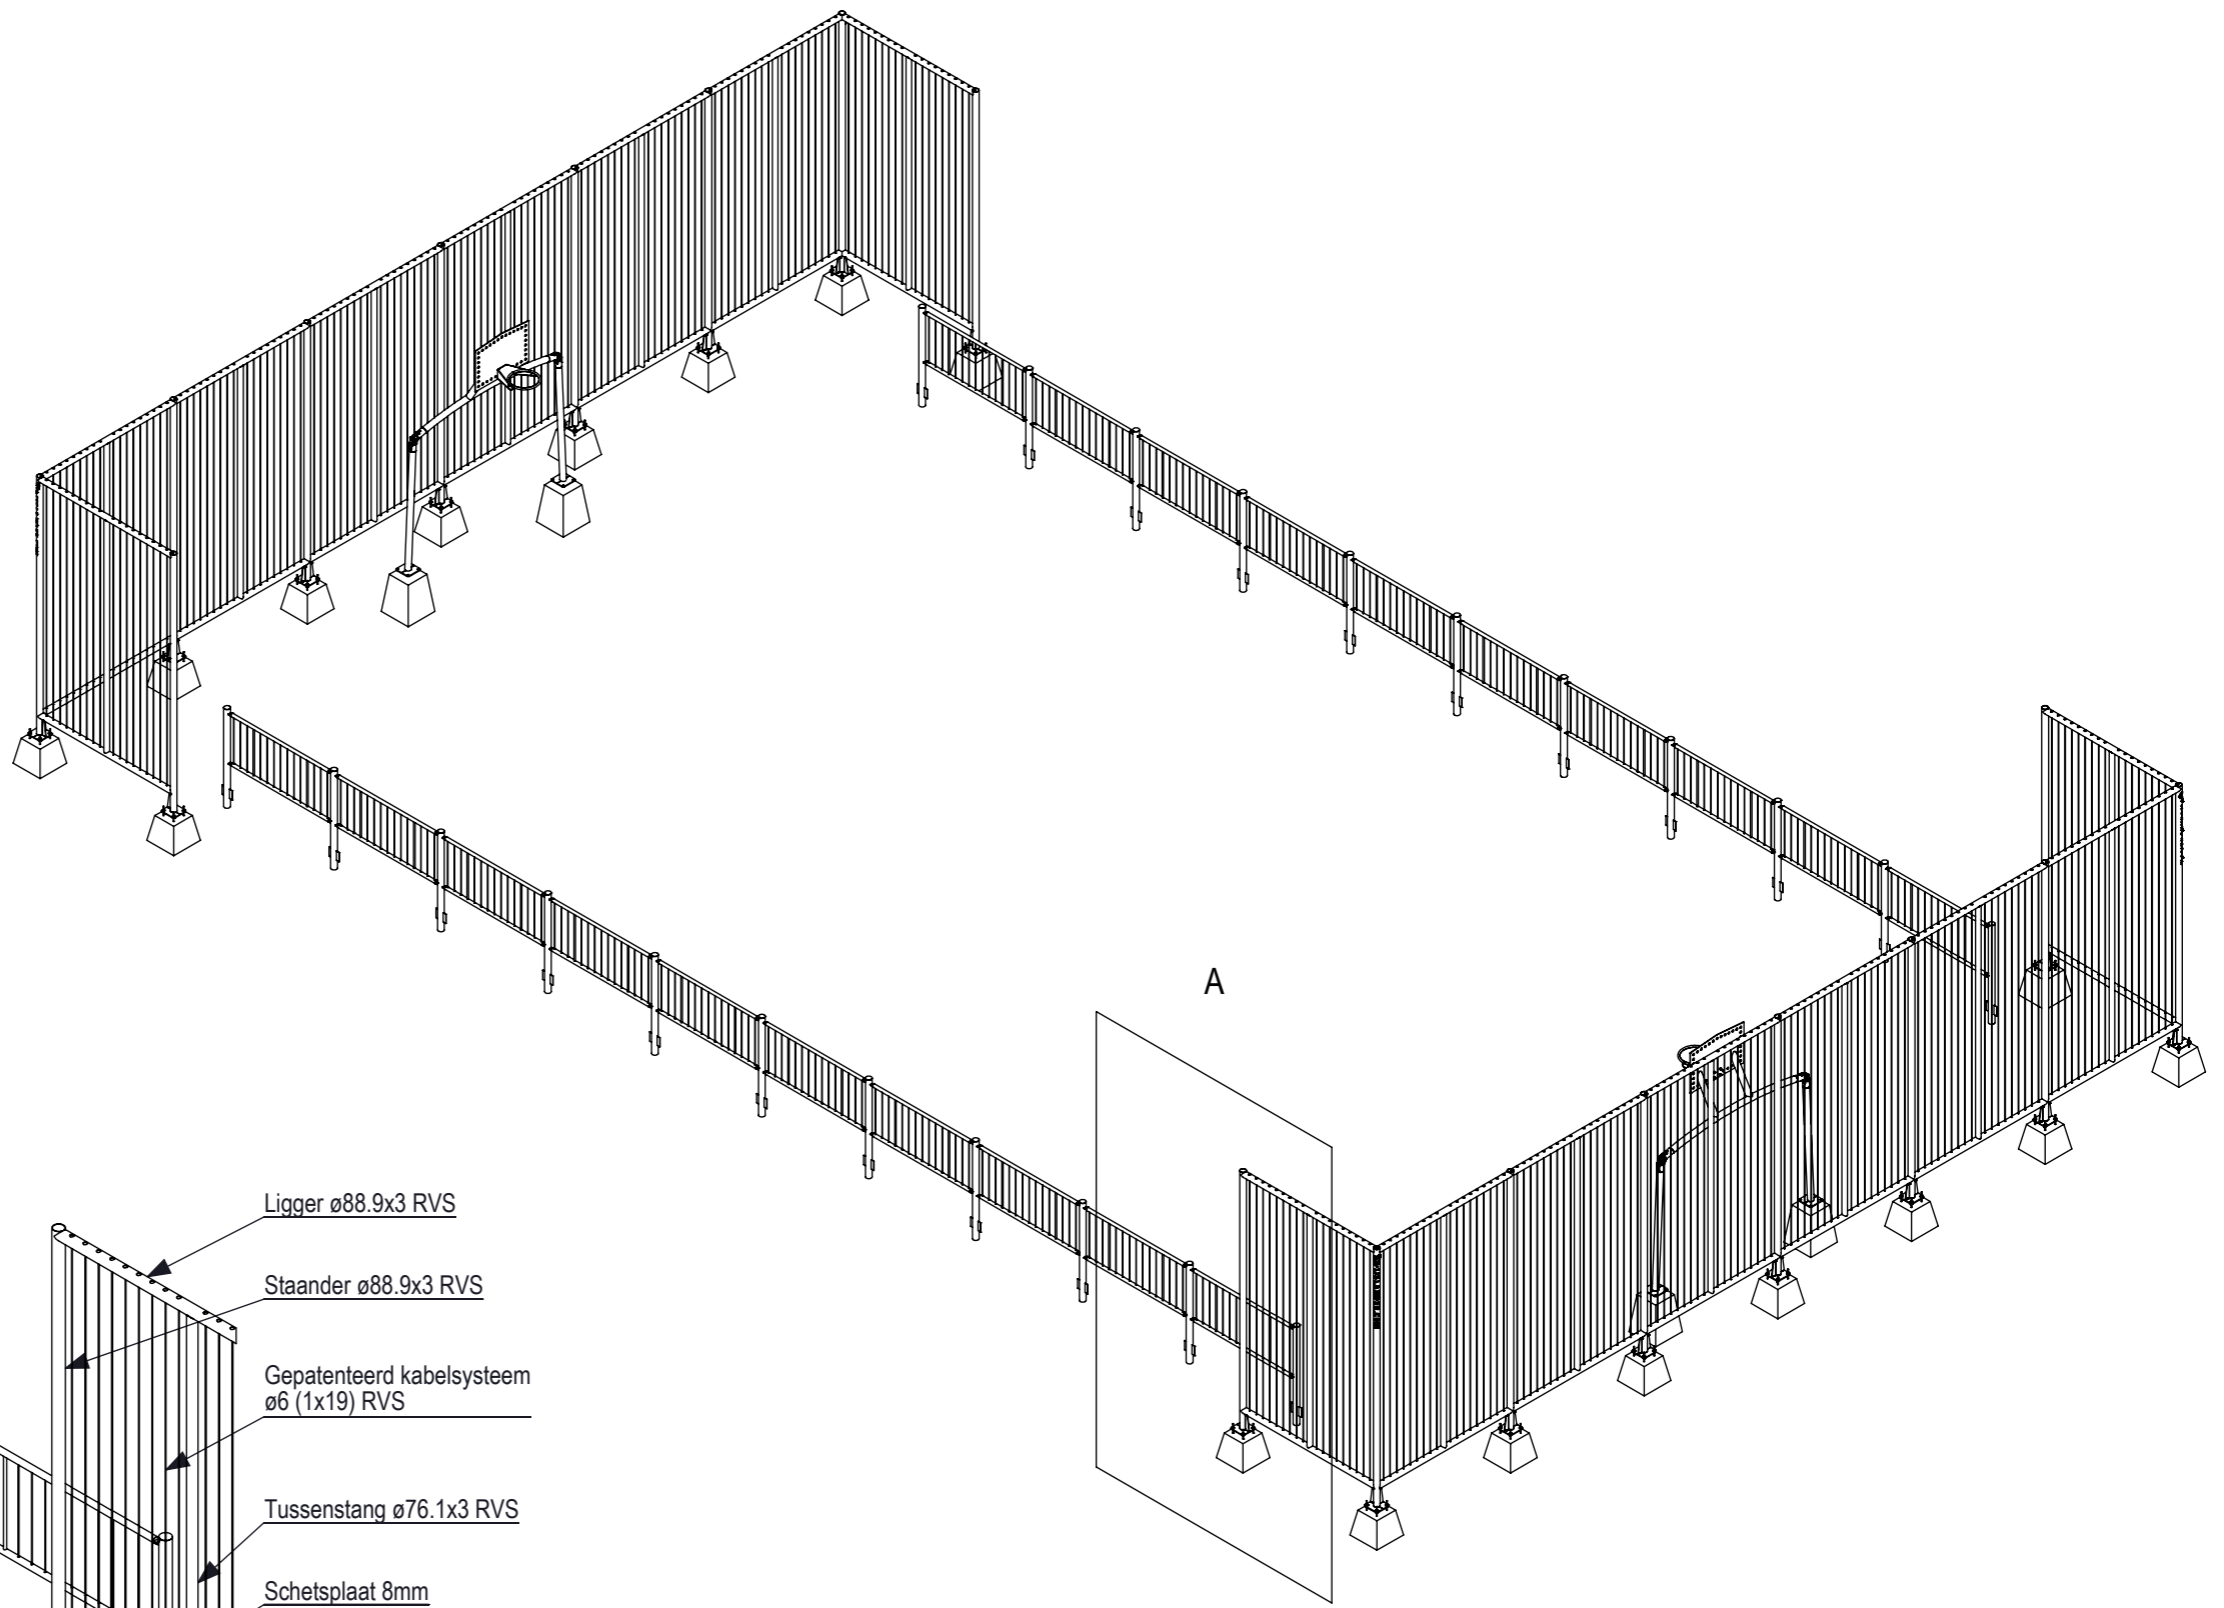 A
Ligger ø88.9x3 RVS
Staander ø88.9x3 RVS
Gepatenteerd kabelsysteem
ø6 (1x19) RVS
Tussenstang ø76.1x3 RVS
Schetsplaat 8mm